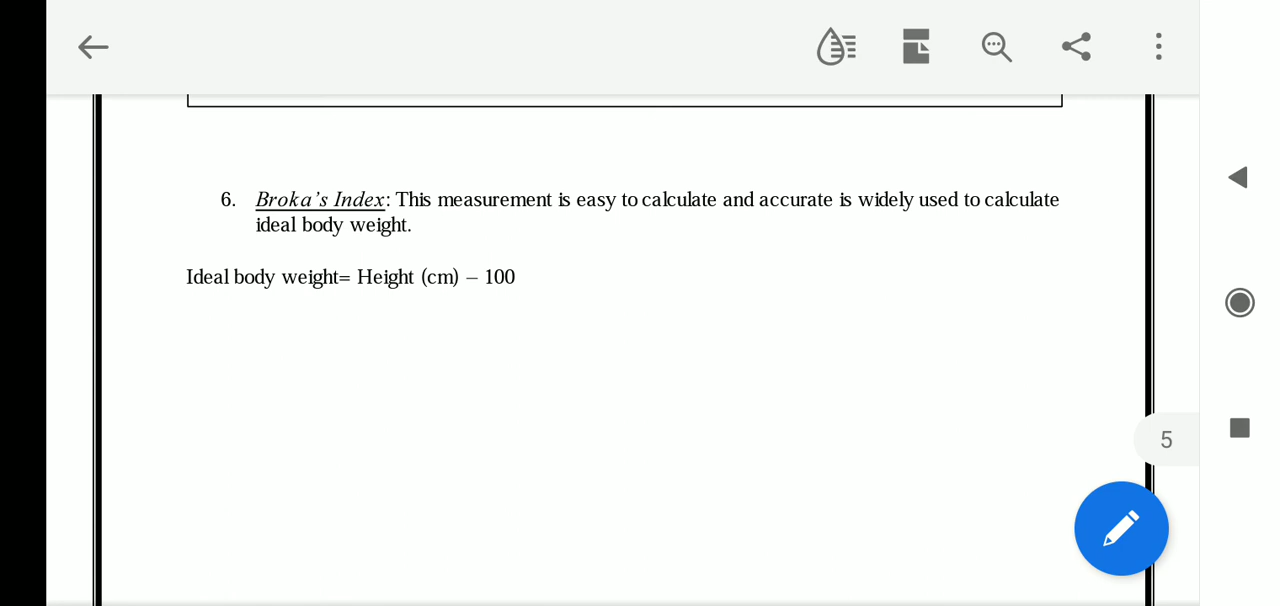 6. Broka's Index: This measurement is easy to calculate and accurate is widely used to calculate
ideal body weight.
Ideal body weight= Height (cm) – 100
5